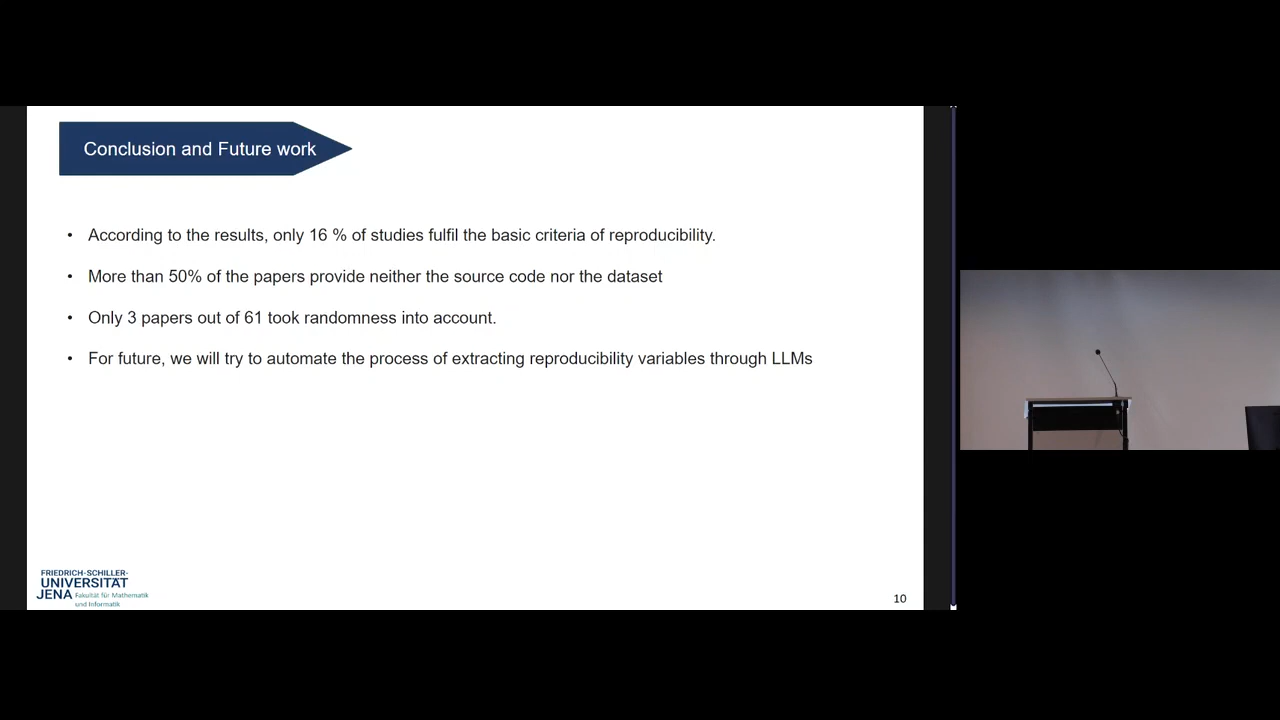 Conclusion and Future work
• According to the results, only 16 % of studies fulfil the basic criteria of reproducibility.
• More than 50% of the papers provide neither the source code nor the dataset
• Only 3 papers out of 61 took randomness into account.
• For future, we will try to automate the process of extracting reproducibility variables through LLMs
FRIEDRICH-SCHILLER-
UNIVERSITÄT
JENA Fakultät für Mathematik
und Informatik
10